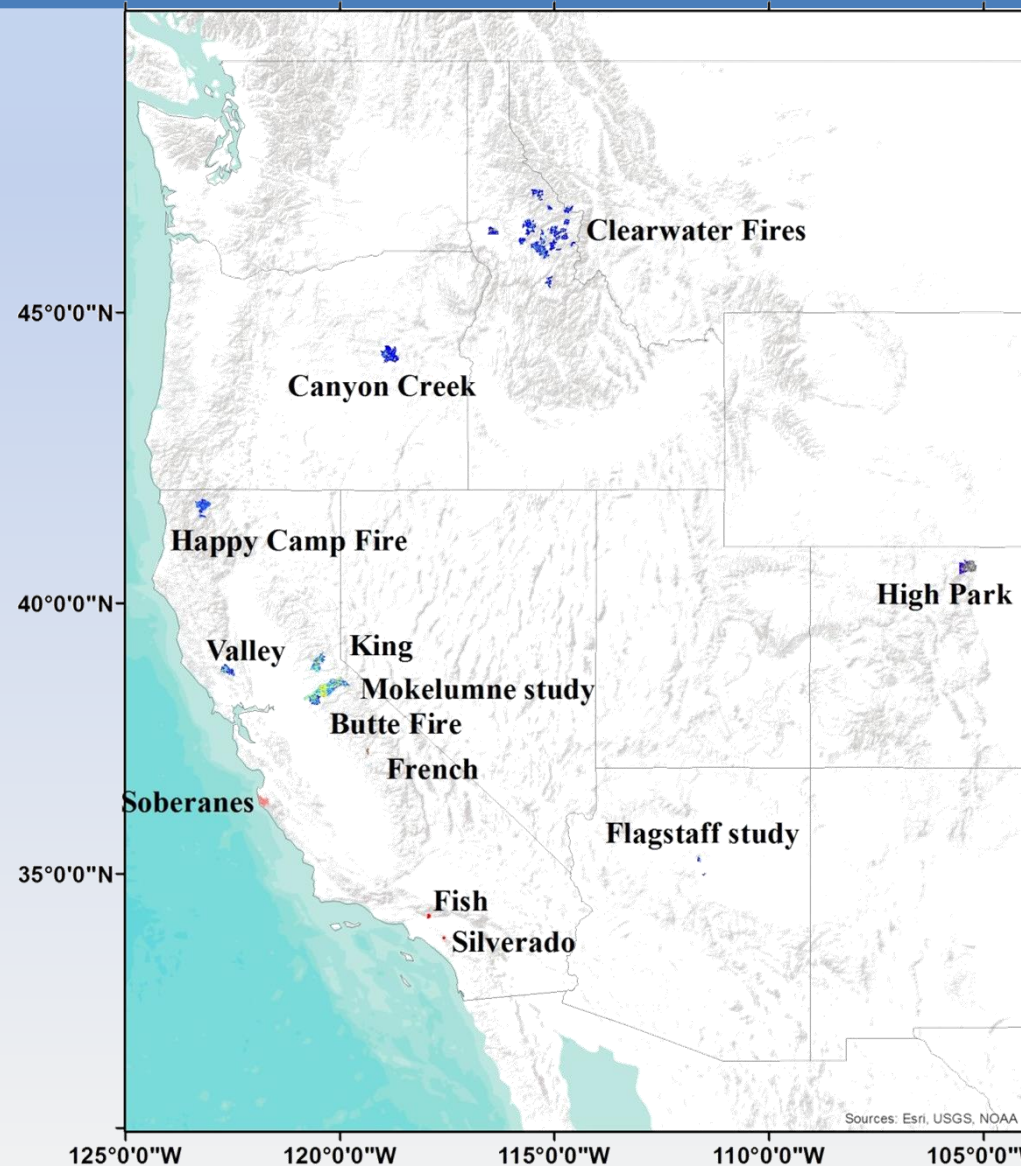 Clearwater Fires
45°0'0"N
Canyon Creek
Happy Camp Fire
High Park
40°0'0"N
Valley
King
Mokelumne study
Butte Fire
French
Soberanes
Flagstaff study
35°0'0"N
Fish
Silverado
Sources: Esri, USGS, NOAA
125°0'0"W
120°0'0"W
115°0'0"W
110°0'0"W
105°0'0"W